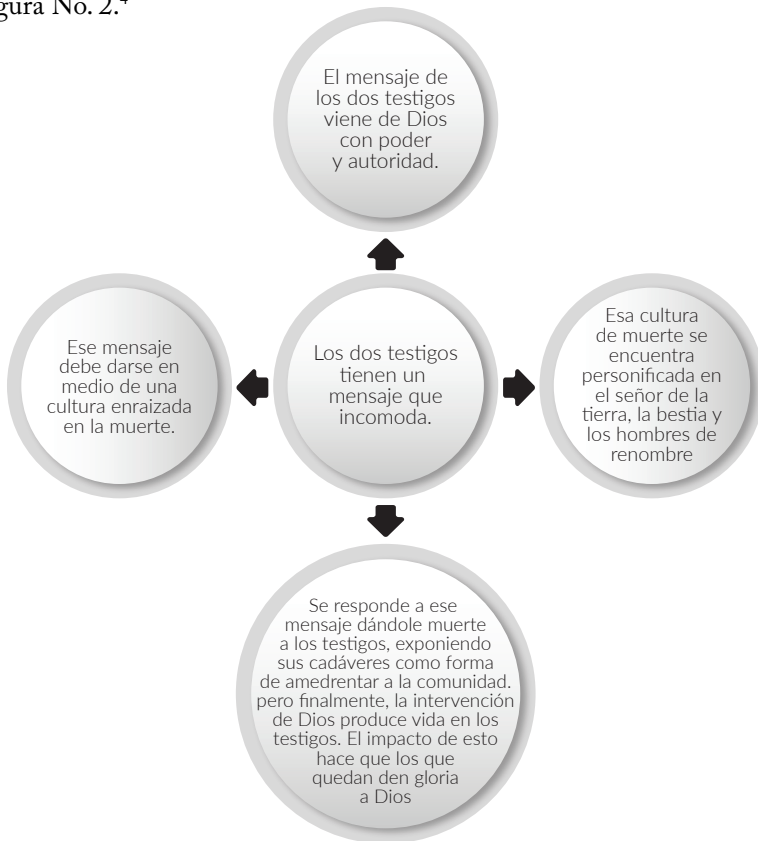 gura No. 2.⁴
El mensaje de
los dos testigos
viene de Dios
con poder
y autoridad.
Ese mensaje
debe darse en
medio de una
cultura enraizada
en la muerte.
Los dos testigos
tienen un
mensaje que
incomoda.
Esa cultura
de muerte se
encuentra
personificada en
el señor de la
tierra, la bestia y
los hombres de
renombre
Se responde a ese
mensaje dándole muerte
a los testigos, exponiendo
sus cadáveres como forma
de amedrentar a la comunidad.
pero finalmente, la intervención
de Dios produce vida en los
testigos. El impacto de esto
hace que los que
quedan den gloria
a Dios